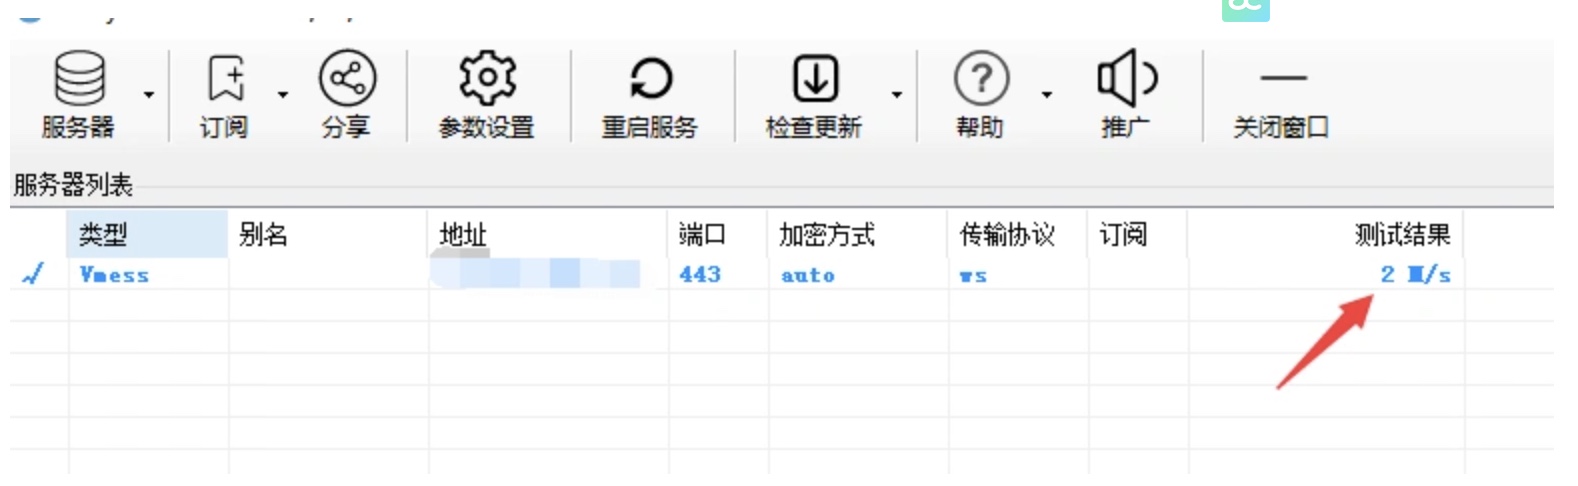 服务器 订阅 分享 参数设置 重启服务 检查更新 帮助 推广 关闭窗口
服务器列表
类型 别名 地址 端口 加密方式 传输协议 订阅 测试结果
Vmess 443 auto ws 2 M/s